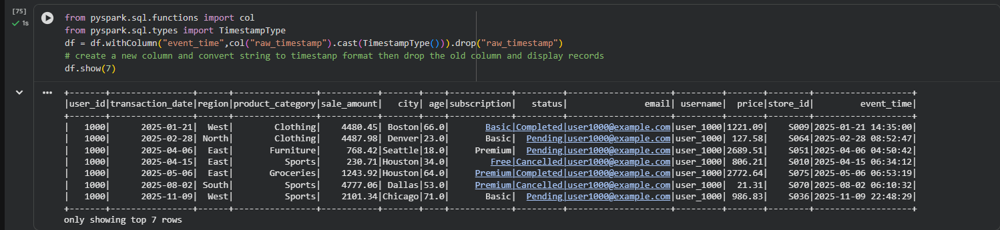 [75]
1s
from pyspark.sql.functions import col
from pyspark.sql.types import TimestampType
df = df.withColumn("event_time",col("raw_timestamp").cast(TimestampType())).drop("raw_timestamp")
# create a new column and convert string to timestanp format then drop the old column and display records
df.show(7)
+-------+----------------+------+----------------+-----------+-------+----+------------+---------+--------------------+---------+-------+--------+-------------------+
|user_id|transaction_date|region|product_category|sale_amount|   city| age|subscription|   status|               email| username|  price|store_id|         event_time|
+-------+----------------+------+----------------+-----------+-------+----+------------+---------+--------------------+---------+-------+--------+-------------------+
|   1000|      2025-01-21|  West|        Clothing|    4480.45| Boston|66.0|       Basic|Completed|user1000@example.com|user_1000|1221.09|    S009|2025-01-21 14:35:00|
|   1000|      2025-02-28| North|        Clothing|    4487.98| Denver|23.0|       Basic|  Pending|user1000@example.com|user_1000| 127.58|    S064|2025-02-28 08:52:47|
|   1000|      2025-04-06|  East|       Furniture|     768.42|Seattle|18.0|     Premium|  Pending|user1000@example.com|user_1000|2689.51|    S051|2025-04-06 04:50:42|
|   1000|      2025-04-15|  East|          Sports|     230.71|Houston|34.0|        Free|Cancelled|user1000@example.com|user_1000| 806.21|    S010|2025-04-15 06:34:12|
|   1000|      2025-05-06|  East|       Groceries|    1243.92|Houston|64.0|     Premium|Completed|user1000@example.com|user_1000|2772.64|    S075|2025-05-06 06:53:19|
|   1000|      2025-08-02| South|          Sports|    4777.06| Dallas|53.0|     Premium|Cancelled|user1000@example.com|user_1000|  21.31|    S070|2025-08-02 06:10:32|
|   1000|      2025-11-09|  West|          Sports|    2101.34|Chicago|71.0|       Basic|  Pending|user1000@example.com|user_1000| 986.83|    S036|2025-11-09 22:48:29|
+-------+----------------+------+----------------+-----------+-------+----+------------+---------+--------------------+---------+-------+--------+-------------------+
only showing top 7 rows